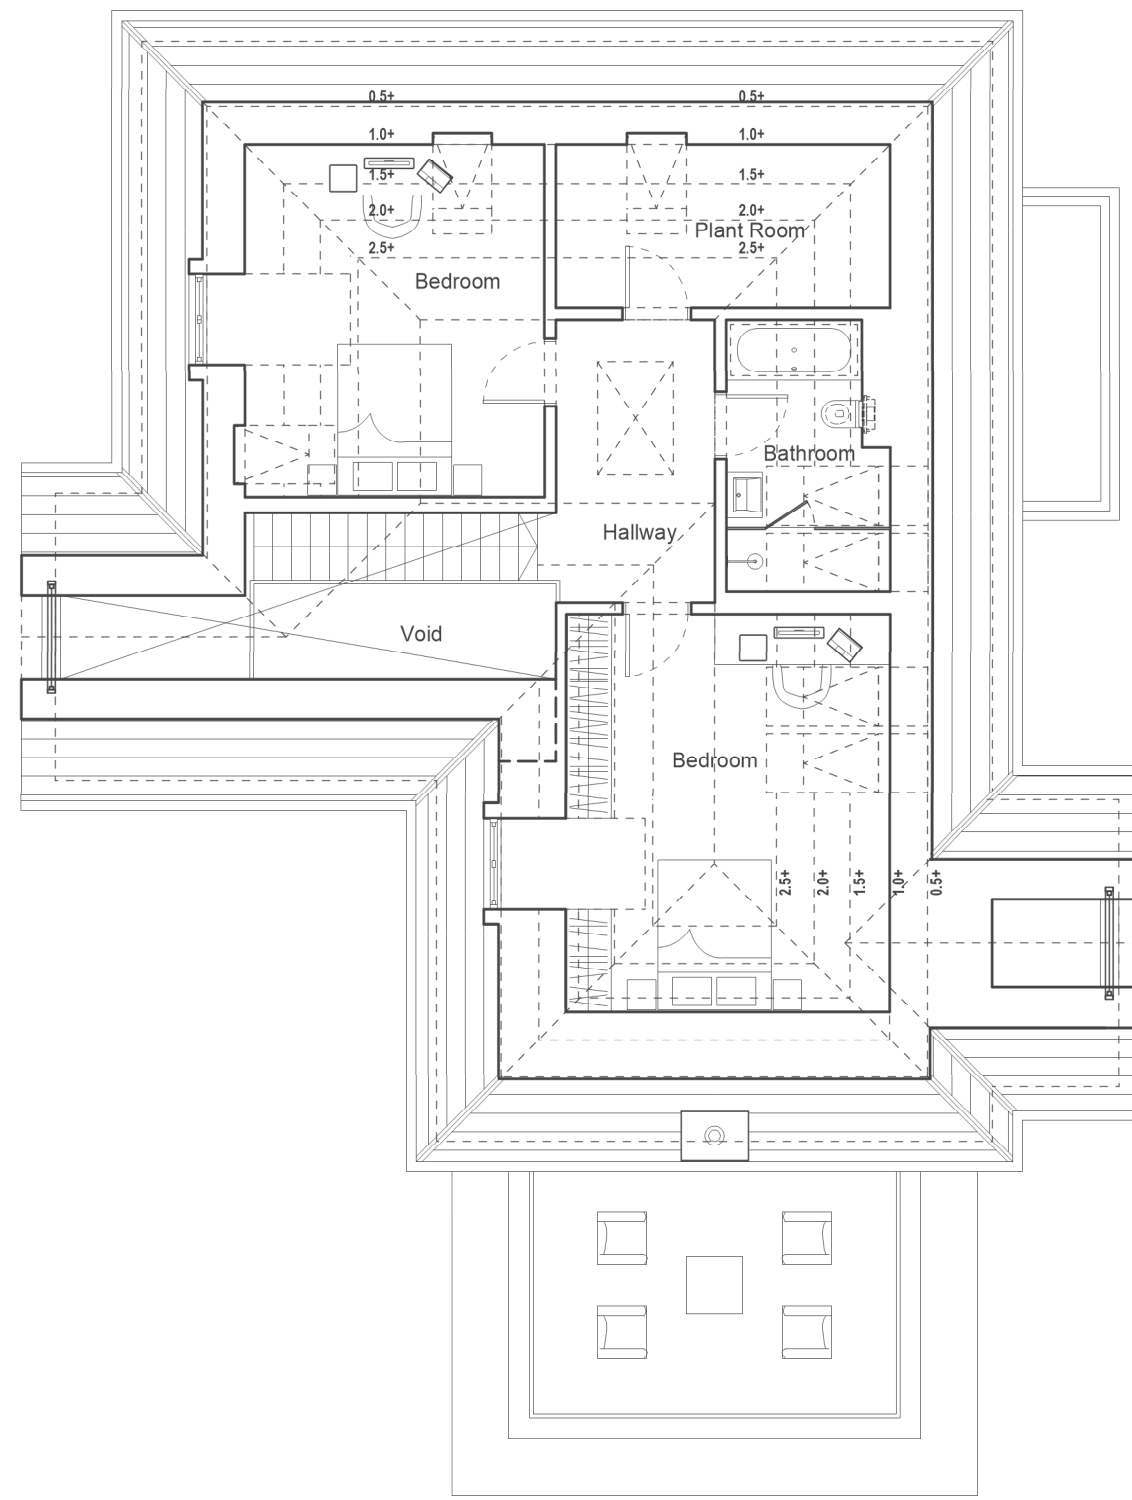 0.5+ 0.5+
1.0+ 1.0+
1.5+ 1.5+
2.0+ 2.0+
Plant Room
2.5+ 2.5+
Bedroom
Bathroom
Hallway
Void
Bedroom
2.5+
2.0+
1.5+
1.0+
0.5+